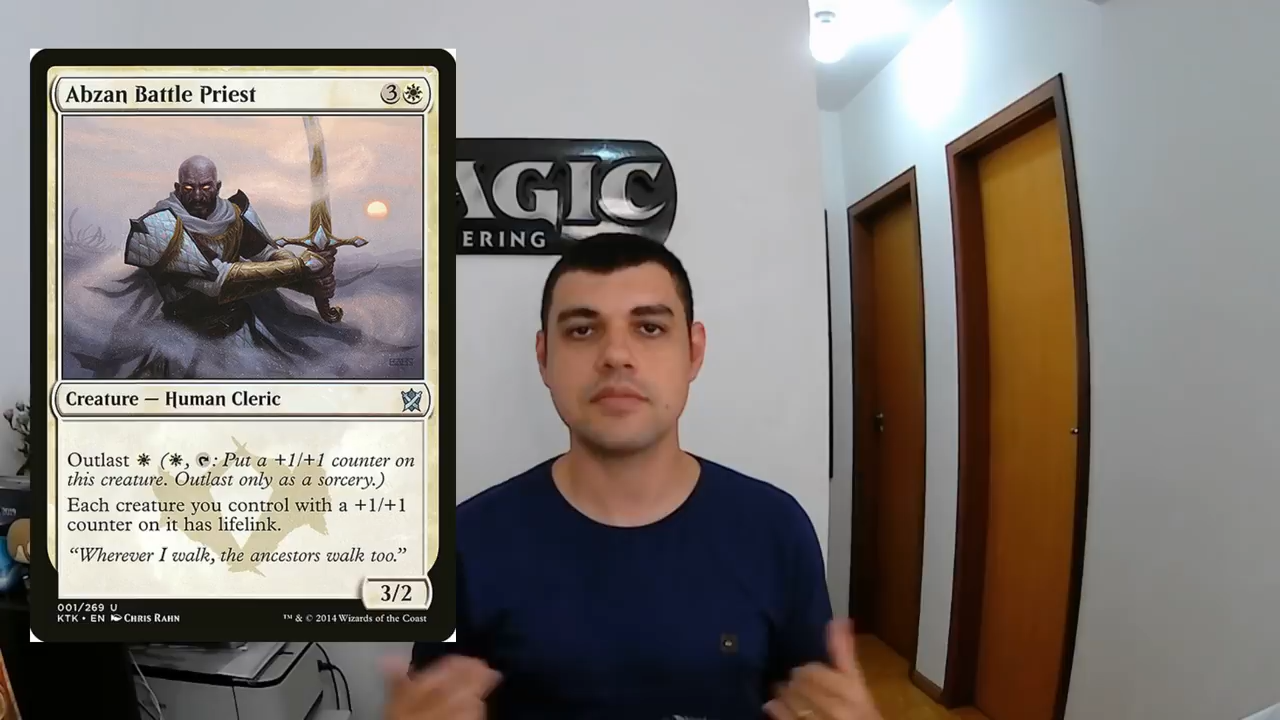 Abzan Battle Priest 3
Creature — Human Cleric
Outlast (, : Put a +1/+1 counter on
this creature. Outlast only as a sorcery.)
Each creature you control with a +1/+1
counter on it has lifelink.
“Wherever I walk, the ancestors walk too.”
3/2
001/269 U
KTK • EN Chris Rahn
™ & © 2014 Wizards of the Coast
AGIC
ERING